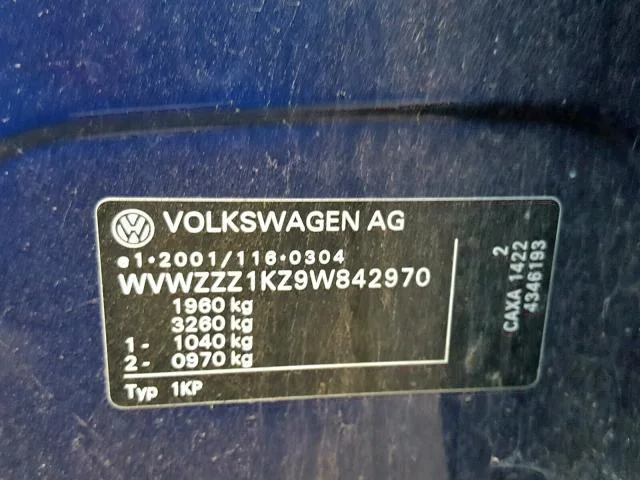 VOLKSWAGEN AG
e1*2001/116*0304
WVWZZZ1KZ9W842970
1960 kg
3260 kg
1- 1040 kg
2- 0970 kg
Typ 1KP
2
CAXA 1422
4346193